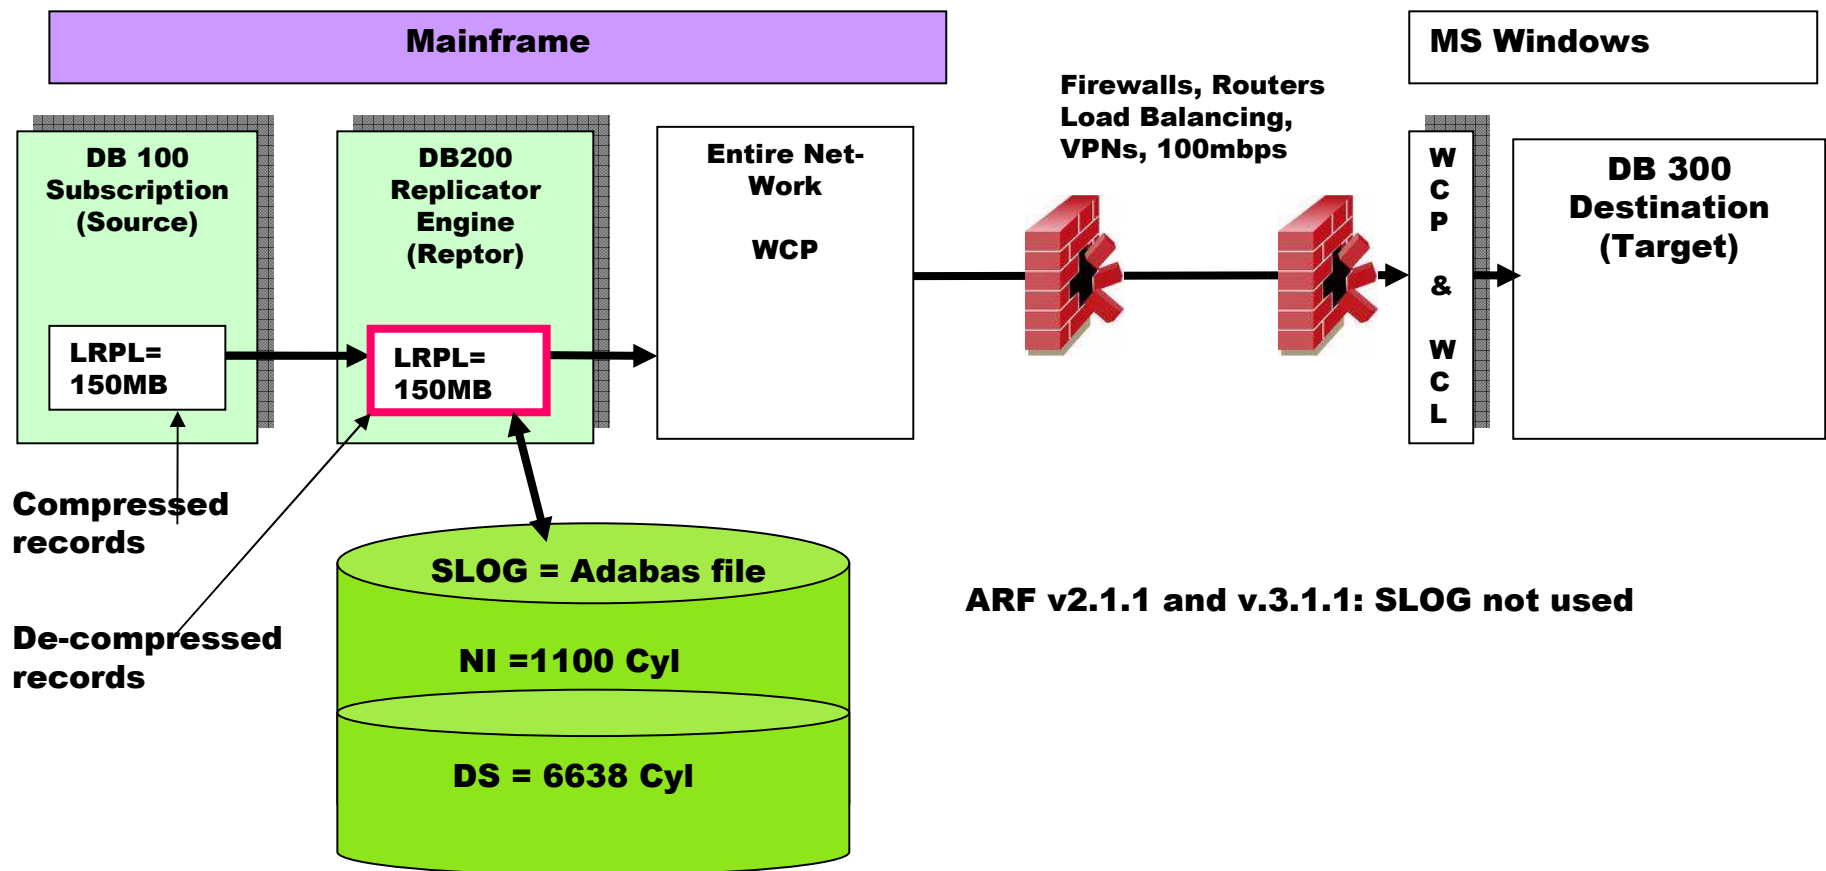 Mainframe
MS Windows
Firewalls, Routers
Load Balancing,
VPNs, 100mbps
DB 100
Subscription
(Source)
LRPL=
150MB
DB200
Replicator
Engine
(Reptor)
LRPL=
150MB
Entire Net-
Work
WCP
W
C
P
&
W
C
L
DB 300
Destination
(Target)
Compressed
records
De-compressed
records
SLOG = Adabas file
NI =1100 Cyl
DS = 6638 Cyl
ARF v2.1.1 and v.3.1.1: SLOG not used